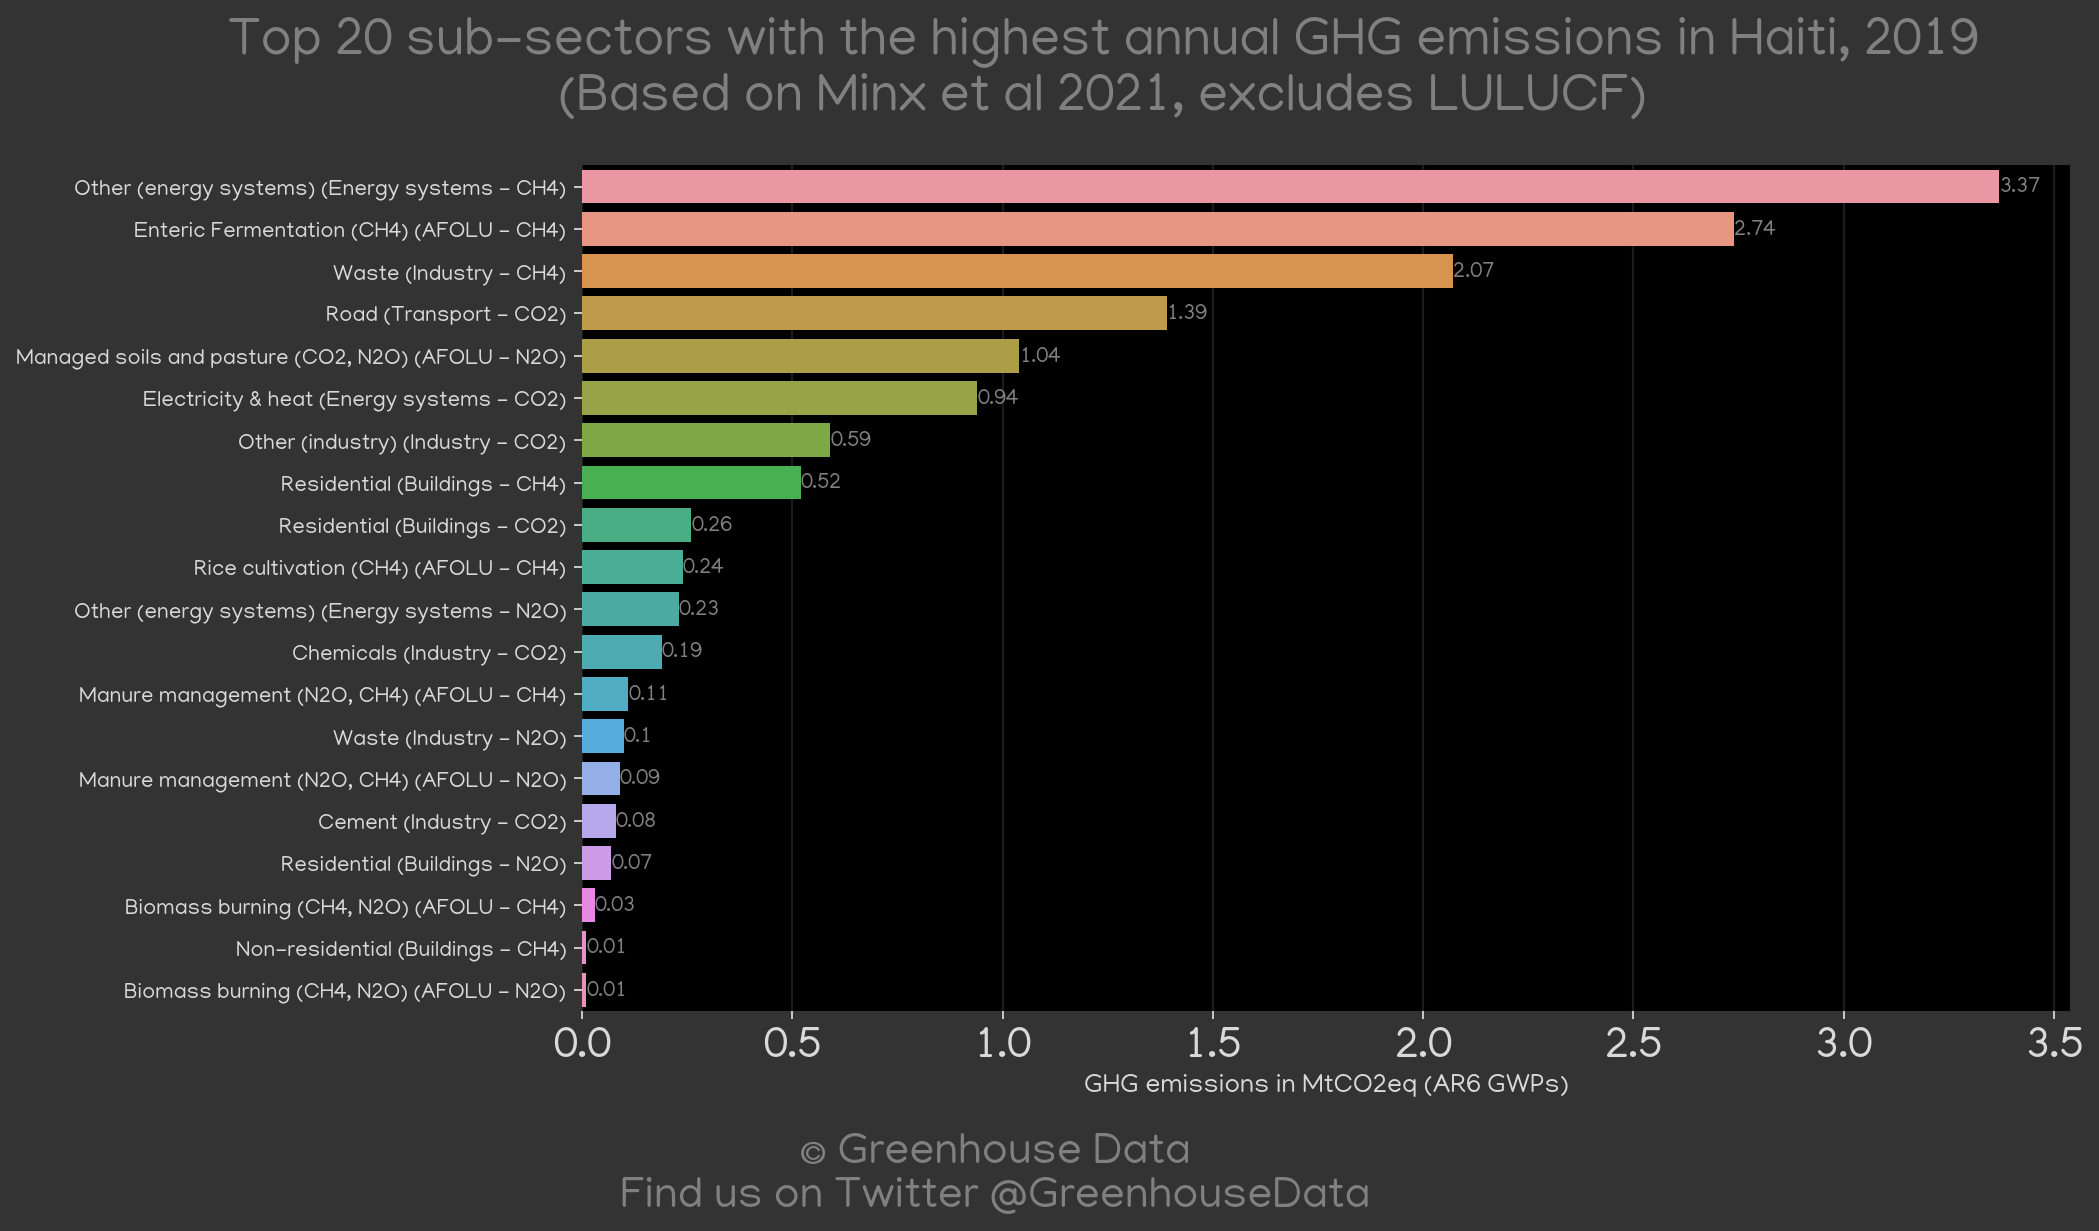 Top 20 sub-sectors with the highest annual GHG emissions in Haiti, 2019
(Based on Minx et al 2021, excludes LULUCF)
Other (energy systems) (Energy systems - CH4) 3.37
Enteric Fermentation (CH4) (AFOLU - CH4) 2.74
Waste (Industry - CH4) 2.07
Road (Transport - CO2) 1.39
Managed soils and pasture (CO2, N2O) (AFOLU - N2O) 1.04
Electricity & heat (Energy systems - CO2) 0.94
Other (industry) (Industry - CO2) 0.59
Residential (Buildings - CH4) 0.52
Residential (Buildings - CO2) 0.26
Rice cultivation (CH4) (AFOLU - CH4) 0.24
Other (energy systems) (Energy systems - N2O) 0.23
Chemicals (Industry - CO2) 0.19
Manure management (N2O, CH4) (AFOLU - CH4) 0.11
Waste (Industry - N2O) 0.1
Manure management (N2O, CH4) (AFOLU - N2O) 0.09
Cement (Industry - CO2) 0.08
Residential (Buildings - N2O) 0.07
Biomass burning (CH4, N2O) (AFOLU - CH4) 0.03
Non-residential (Buildings - CH4) 0.01
Biomass burning (CH4, N2O) (AFOLU - N2O) 0.01
0.0 0.5 1.0 1.5 2.0 2.5 3.0 3.5
GHG emissions in MtCO2eq (AR6 GWPs)
© Greenhouse Data
Find us on Twitter @GreenhouseData